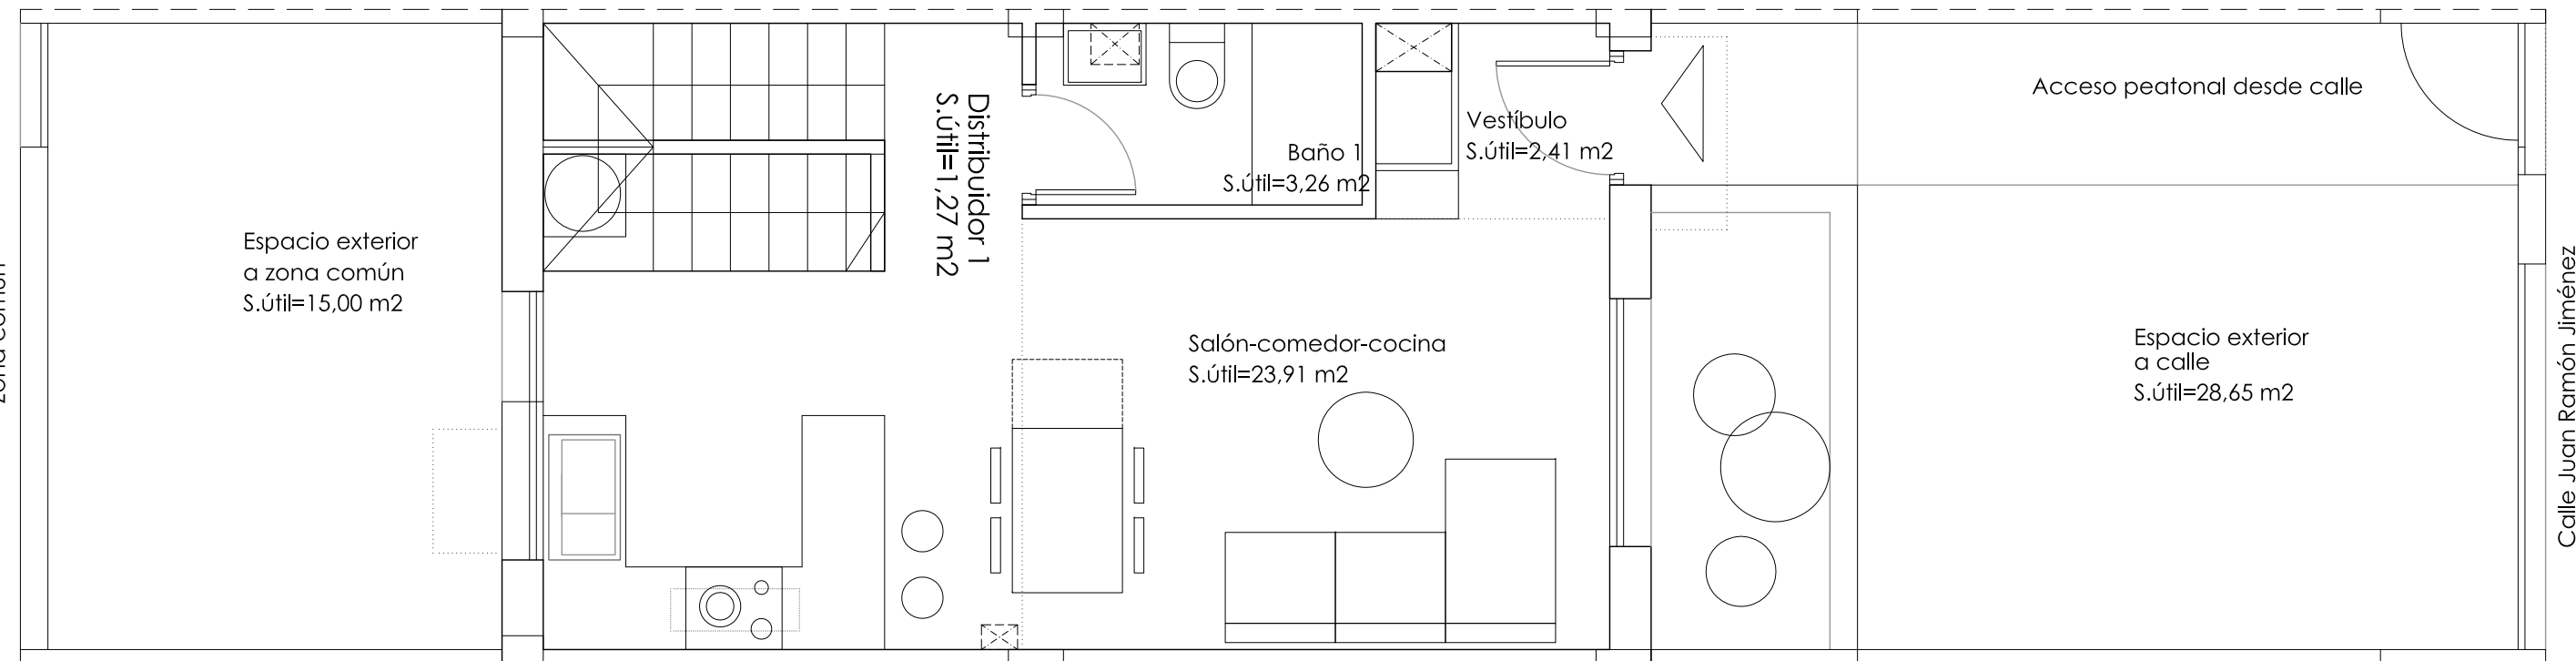 Acceso peatonal desde calle
Distribuidor 1
S.útil=1,27 m2
Vestíbulo
S.útil=2,41 m2
Baño 1
S.útil=3,26 m2
Espacio exterior
a zona común
S.útil=15,00 m2
Salón-comedor-cocina
S.útil=23,91 m2
Espacio exterior
a calle
S.útil=28,65 m2
zona común
Calle Juan Ramón Jiménez